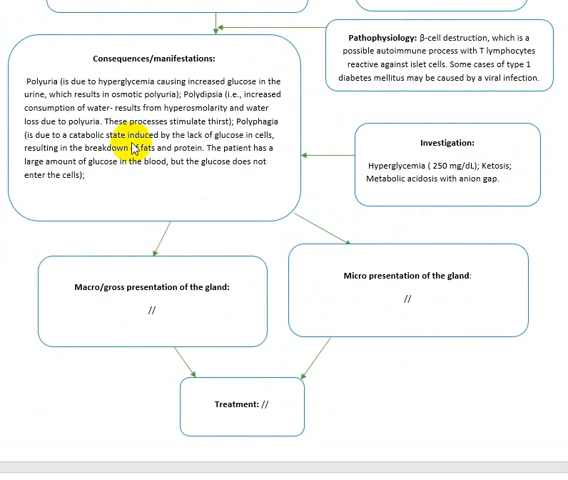 Pathophysiology: β-cell destruction, which is a
possible autoimmune process with T lymphocytes
reactive against islet cells. Some cases of type 1
diabetes mellitus may be caused by a viral infection.
Consequences/manifestations:
Polyuria (is due to hyperglycemia causing increased glucose in the
urine, which results in osmotic polyuria); Polydipsia (i.e., increased
consumption of water- results from hyperosmolarity and water
loss due to polyuria. These processes stimulate thirst); Polyphagia
(is due to a catabolic state induced by the lack of glucose in cells,
resulting in the breakdown of fats and protein. The patient has a
large amount of glucose in the blood, but the glucose does not
enter the cells);
Investigation:
Hyperglycemia ( 250 mg/dL); Ketosis;
Metabolic acidosis with anion gap.
Macro/gross presentation of the gland:
//
Micro presentation of the gland:
//
Treatment: //